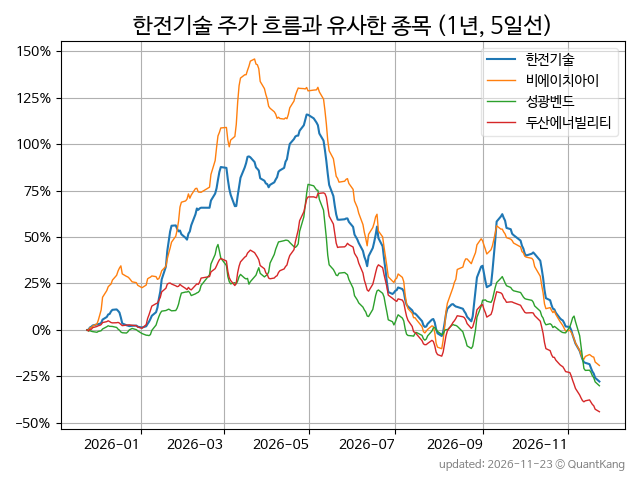 한전기술 주가 흐름과 유사한 종목 (1년, 5일선)
150%
125%
100%
75%
50%
25%
0%
−25%
−50%
한전기술
비에이치아이
성광벤드
두산에너빌리티
2026-01
2026-03
2026-05
2026-07
2026-09
2026-11
updated: 2026-11-23 © QuantKang